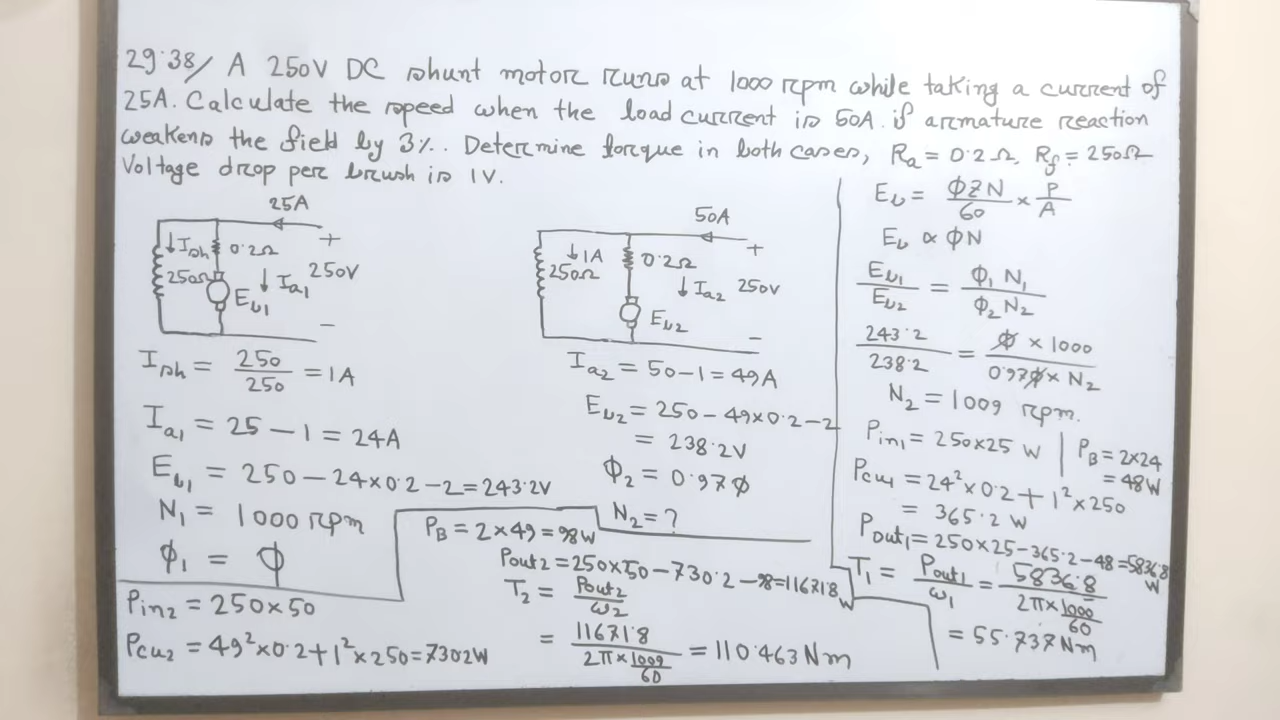 29.38/ A 250V DC shunt motor runs at 1000 rpm while taking a current of
25A. Calculate the speed when the load current is 50A. if armature reaction
weakens the field by 3%. Determine torque in both cases, Ra = 0.2Ω, Rf = 250Ω
Voltage drop per brush is 1V.
25A
+
Ish
0.2Ω
250Ω
Ia1
250V
Eb1
−
Ish = 250/250 = 1A
Ia1 = 25 − 1 = 24A
Eb1 = 250 − 24×0.2 − 2 = 243.2V
N1 = 1000 rpm
Φ1 = Φ
50A
+
1A
0.2Ω
250Ω
Ia2
250V
Eb2
−
Ia2 = 50−1 = 49A
Eb2 = 250 − 49×0.2 − 2
= 238.2V
Φ2 = 0.97Φ
N2 = ?
Eb = ΦZN/60 × P/A
Eb ∝ ΦN
Eb1/Eb2 = Φ1 N1/Φ2 N2
243.2/238.2 = Φ × 1000/0.97Φ × N2
N2 = 1009 rpm.
Pin1 = 250×25 W
PB = 2×24
= 48W
Pcu1 = 24²×0.2 + 1²×250
= 365.2 W
Pout1 = 250×25 − 365.2 − 48 = 5836.8 W
T1 = Pout1/ω1 = 5836.8/2π×1000/60
= 55.737 Nm
Pin2 = 250×50
Pcu2 = 49²×0.2 + 1²×250 = 730.2W
PB = 2×49 = 98W
Pout2 = 250×50 − 730.2 − 98 = 11671.8 W
T2 = Pout2/ω2
= 11671.8/2π×1009/60 = 110.463 Nm